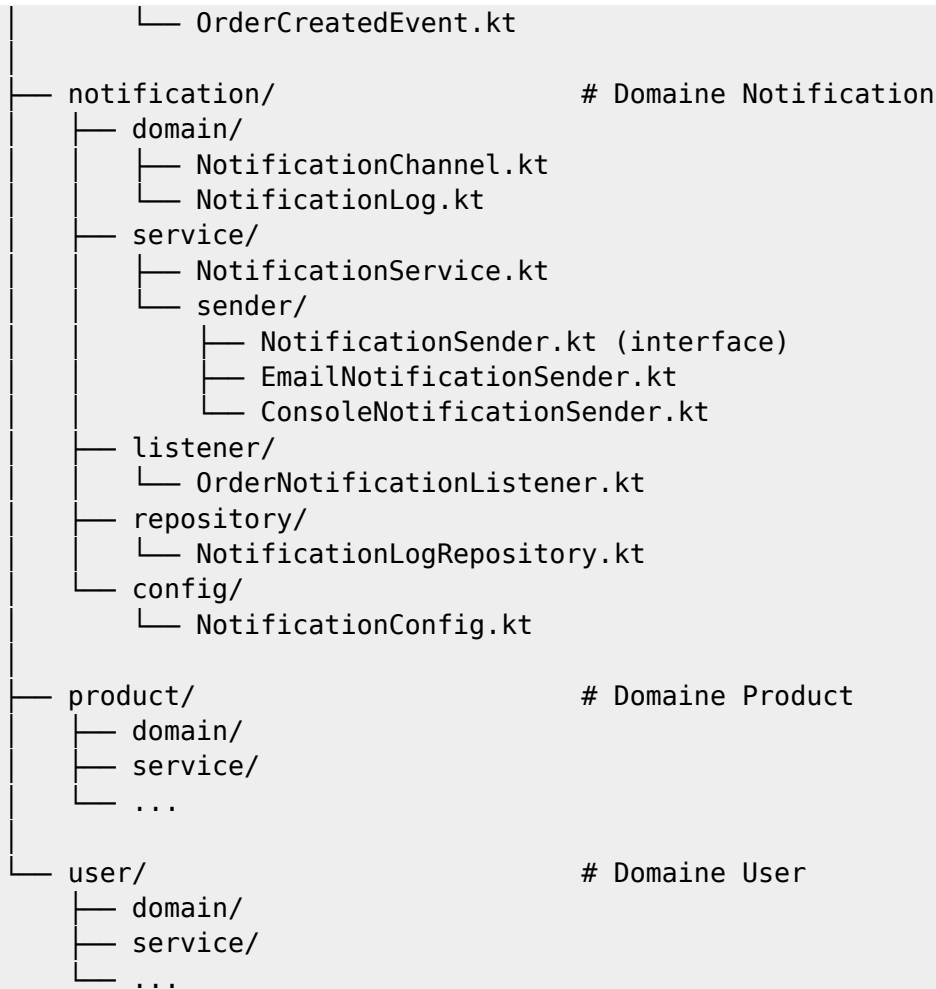 │       └── OrderCreatedEvent.kt
│
├── notification/                    # Domaine Notification
│   ├── domain/
│   │   ├── NotificationChannel.kt
│   │   └── NotificationLog.kt
│   ├── service/
│   │   ├── NotificationService.kt
│   │   └── sender/
│   │       ├── NotificationSender.kt (interface)
│   │       ├── EmailNotificationSender.kt
│   │       └── ConsoleNotificationSender.kt
│   ├── listener/
│   │   └── OrderNotificationListener.kt
│   ├── repository/
│   │   └── NotificationLogRepository.kt
│   └── config/
│       └── NotificationConfig.kt
│
├── product/                         # Domaine Product
│   ├── domain/
│   ├── service/
│   └── ...
│
└── user/                            # Domaine User
    ├── domain/
    ├── service/
    └── ...